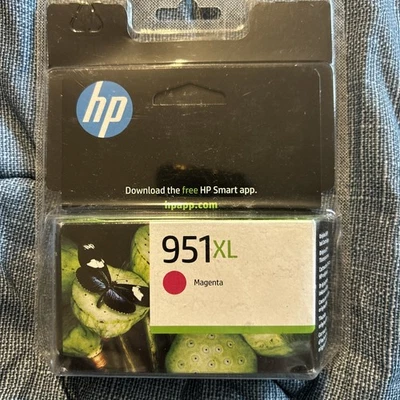 hp
Download the free HP Smart app.
hpapp.com
951XL
Magenta